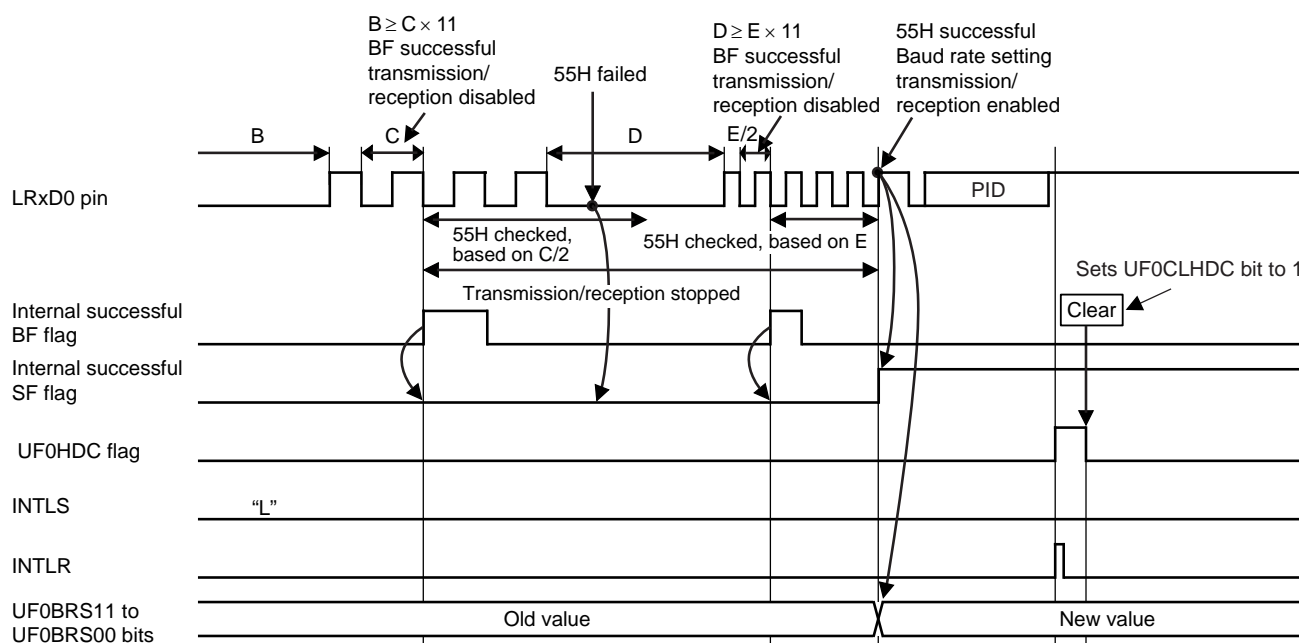 B ≥ C × 11
BF successful
transmission/
reception disabled
55H failed
D ≥ E × 11
BF successful
transmission/
reception disabled
55H successful
Baud rate setting
transmission/
reception enabled
B
C
D
E/2
LRxD0 pin
PID
55H checked,
based on C/2
55H checked, based on E
Transmission/reception stopped
Sets UF0CLHDC bit to 1
Clear
Internal successful
BF flag
Internal successful
SF flag
UF0HDC flag
INTLS
“L”
INTLR
UF0BRS11 to
UF0BRS00 bits
Old value
New value